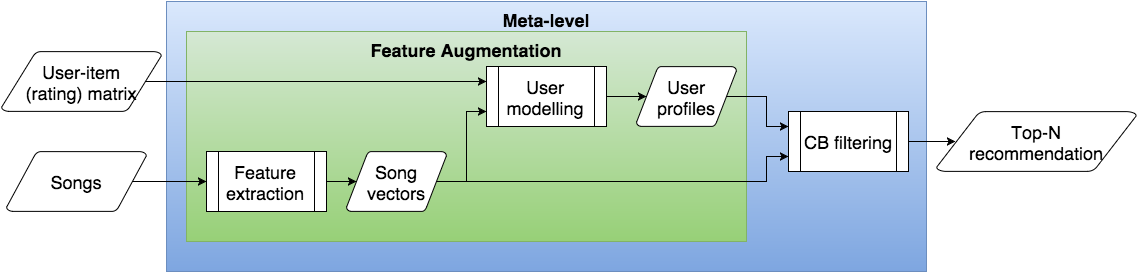 Meta-level
Feature Augmentation
User-item
(rating) matrix
User
modelling
User
profiles
CB filtering
Top-N
recommendation
Songs
Feature
extraction
Song
vectors